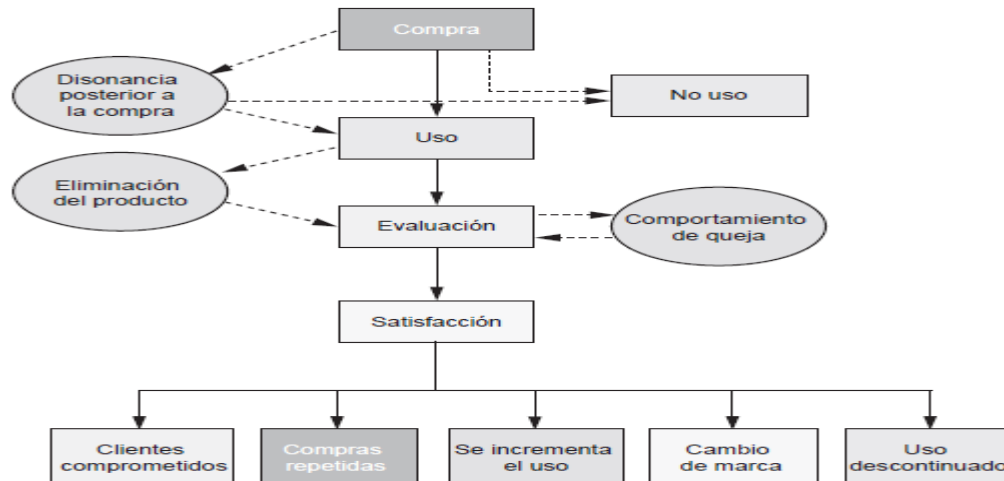 Compra
Disonancia
posterior a
la compra
No uso
Uso
Eliminación
del producto
Evaluación
Comportamiento
de queja
Satisfacción
Clientes
comprometidos
Compras
repetidas
Se incrementa
el uso
Cambio
de marca
Uso
descontinuado